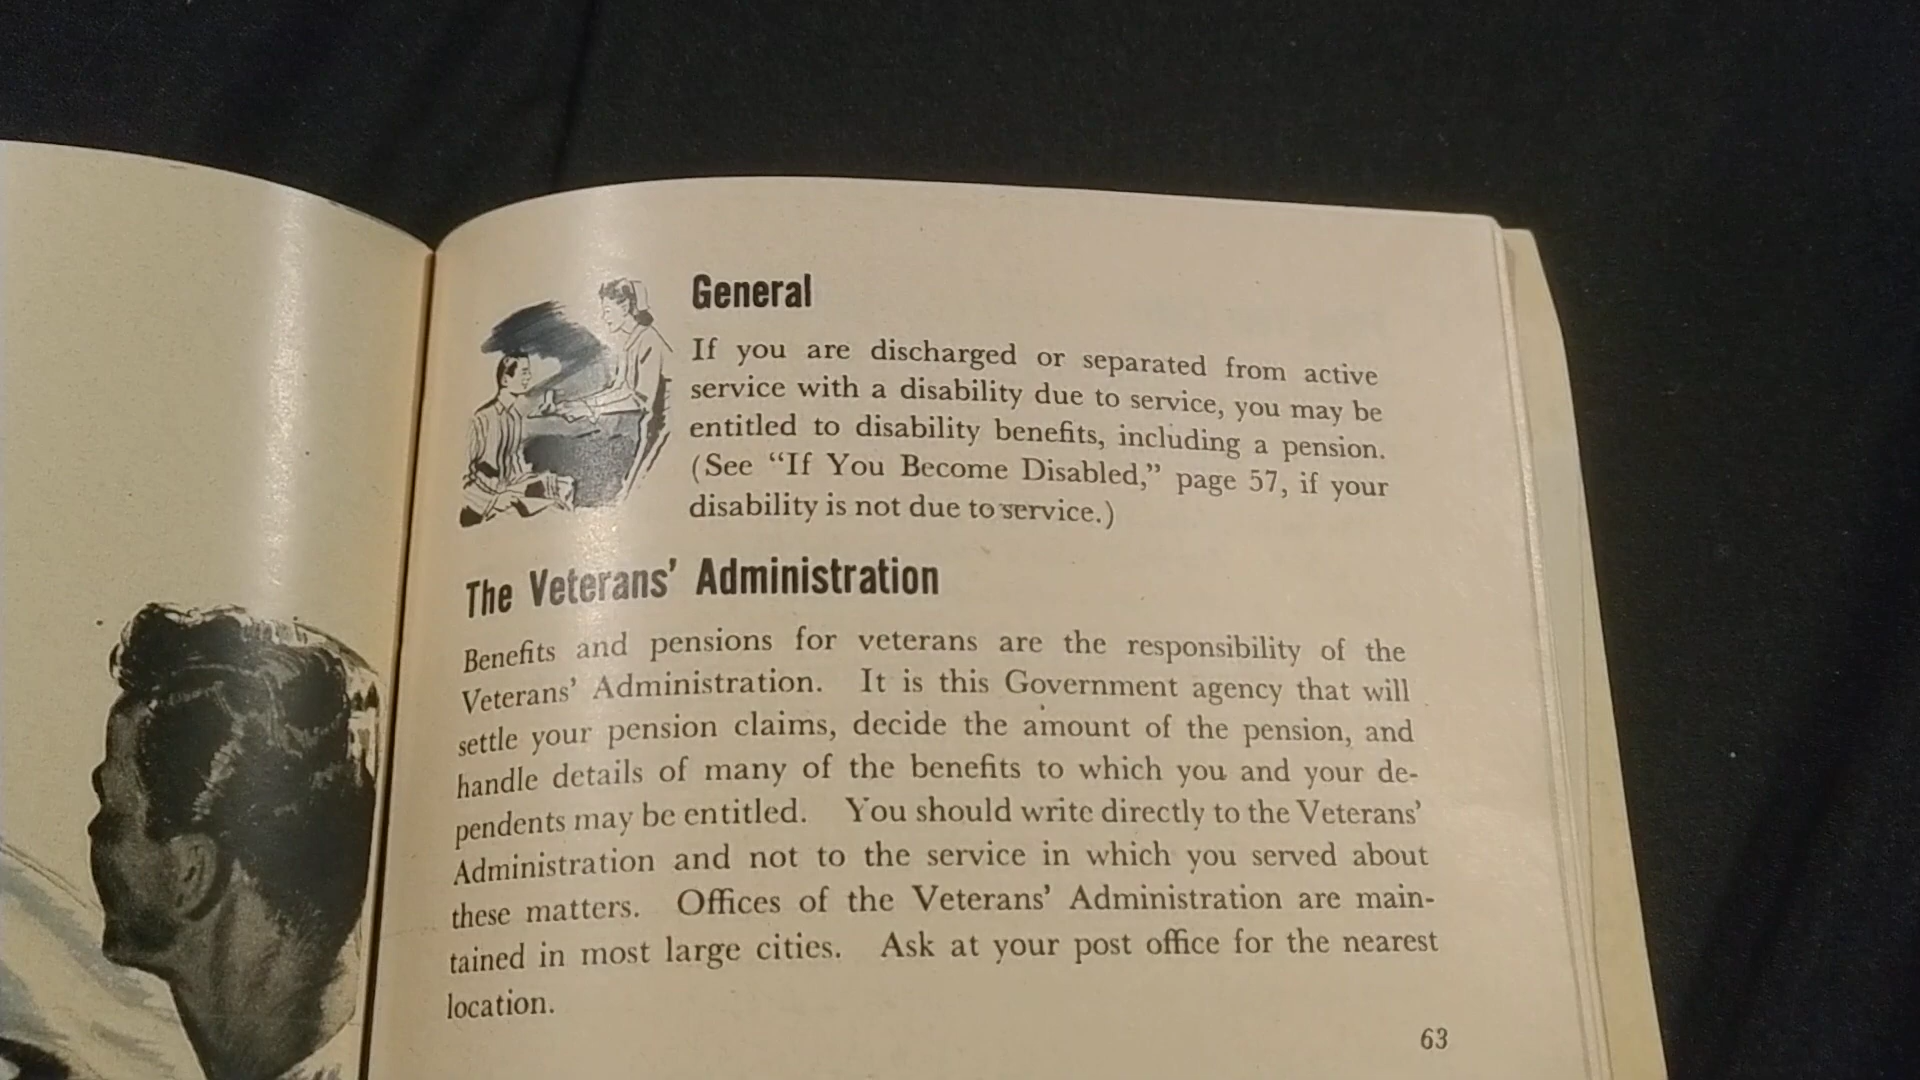 General
If you are discharged or separated from active
service with a disability due to service, you may be
entitled to disability benefits, including a pension.
(See “If You Become Disabled,” page 57, if your
disability is not due to service.)
The Veterans’ Administration
Benefits and pensions for veterans are the responsibility of the
Veterans’ Administration. It is this Government agency that will
settle your pension claims, decide the amount of the pension, and
handle details of many of the benefits to which you and your de-
pendents may be entitled. You should write directly to the Veterans’
Administration and not to the service in which you served about
these matters. Offices of the Veterans’ Administration are main-
tained in most large cities. Ask at your post office for the nearest
location.
63